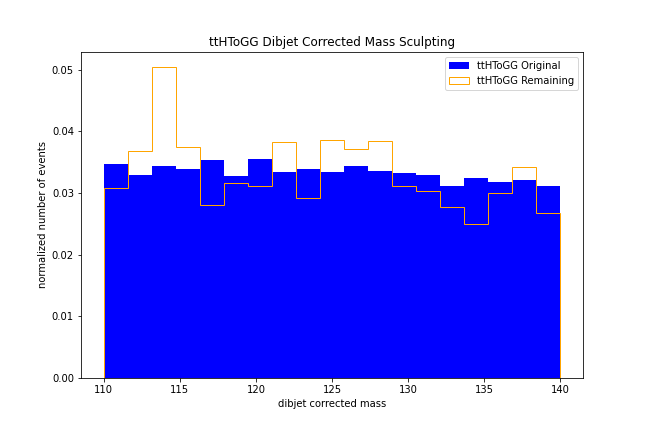 ttHToGG Dibjet Corrected Mass Sculpting
ttHToGG Original
ttHToGG Remaining
normalized number of events
0.05
0.04
0.03
0.02
0.01
0.00
110 115 120 125 130 135 140
dibjet corrected mass